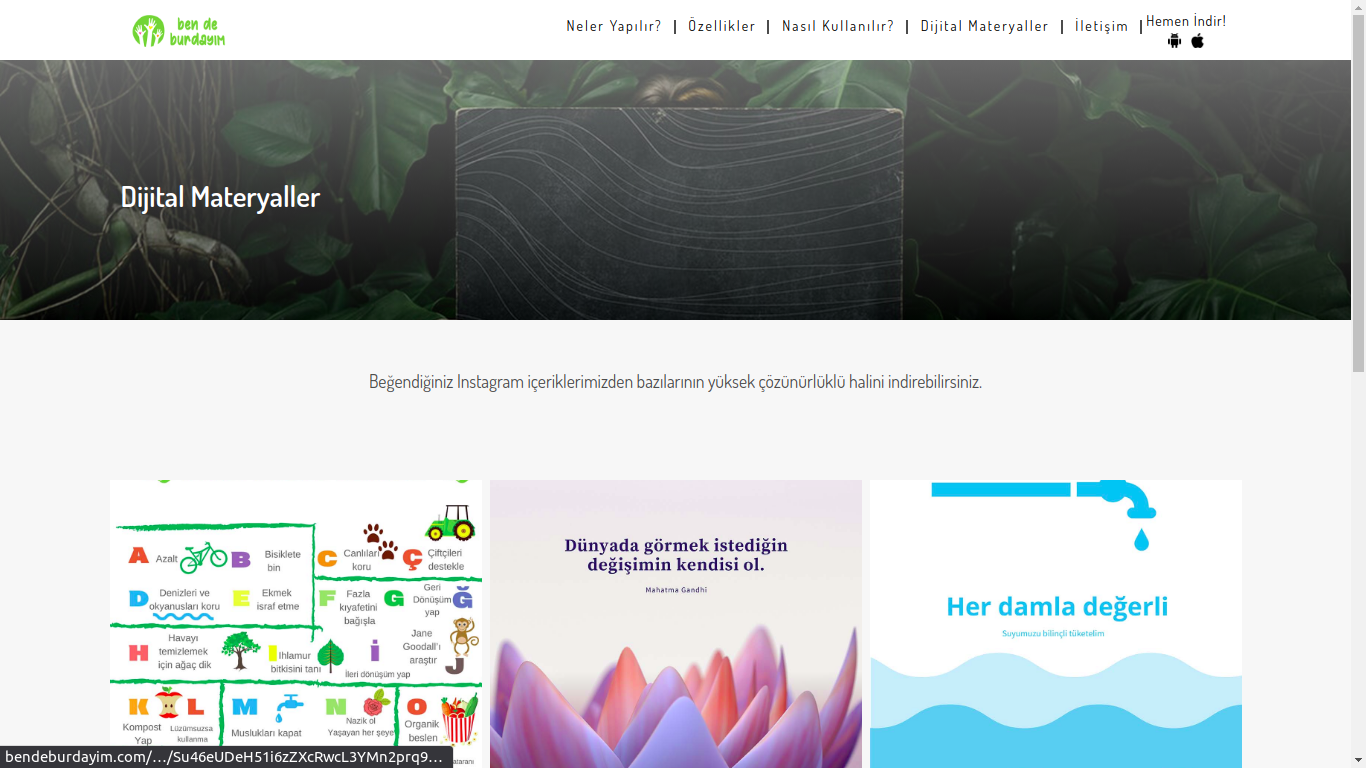 ben de
burdayım
Neler Yapılır? | Özellikler | Nasıl Kullanılır? | Dijital Materyaller | İletişim | Hemen İndir!
Dijital Materyaller
Beğendiğiniz Instagram içeriklerimizden bazılarının yüksek çözünürlüklü halini indirebilirsiniz.
A Azalt
B Bisiklete
bin
C Canlıları
koru
Ç Çiftçileri
destekle
D Denizleri ve
okyanusları koru
E Ekmek
israf etme
F Fazla
kıyafetini
bağışla
G Geri
Dönüşüm
yap
Ğ
H Havayı
temizlemek
için ağaç dik
I Ihlamur
bitkisini tanı
i İleri dönüşüm yap
Jane
Goodall'ı
araştır
J
K Kompost
Yap
L Lüzumsuzsa
kullanma
M Muslukları kapat
N Nazik ol
Yaşayan her şeye
O Organik
beslen
Dünyada görmek istediğin
değişimin kendisi ol.
Mahatma Gandhi
Her damla değerli
Suyumuzu bilinçli tüketelim
bendeburdayim.com/…/Su46eUDeH51i6zZXcRwcL3YMn2prq9…